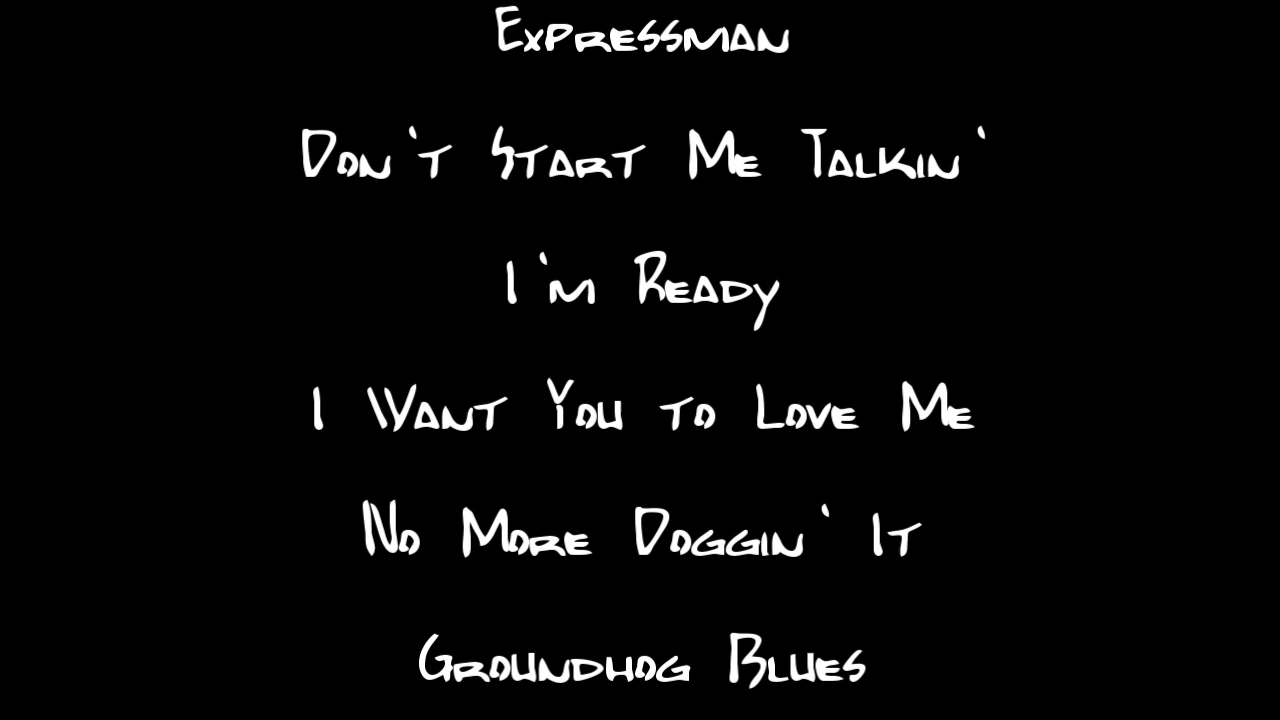 Expressman
Don't Start Me Talkin'
I'm Ready
I Want You to Love Me
No More Doggin' It
Groundhog Blues